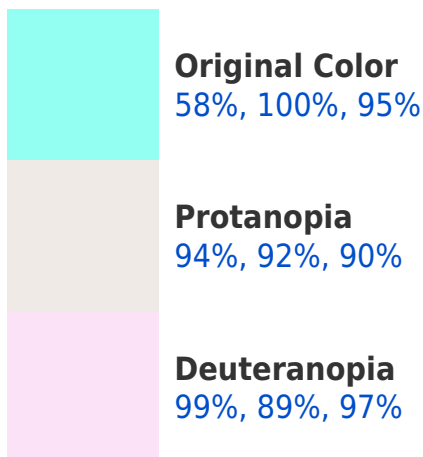 Original Color
58%, 100%, 95%
Protanopia
94%, 92%, 90%
Deuteranopia
99%, 89%, 97%